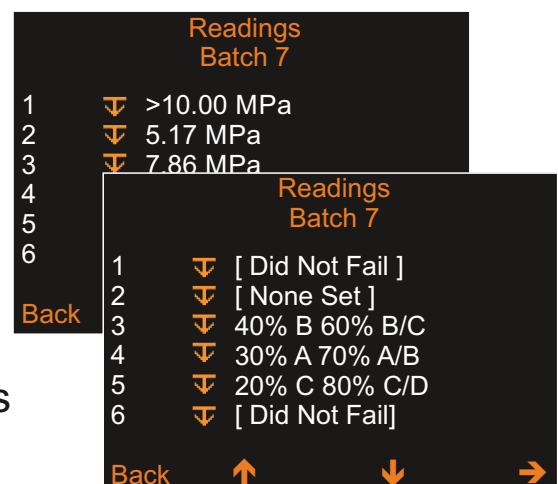 Readings
Batch 7
1 >10.00 MPa
2 5.17 MPa
3 7.86 MPa
4
5
6
Back
s
Readings
Batch 7
1 [ Did Not Fail ]
2 [ None Set ]
3 40% B 60% B/C
4 30% A 70% A/B
5 20% C 80% C/D
6 [ Did Not Fail]
Back